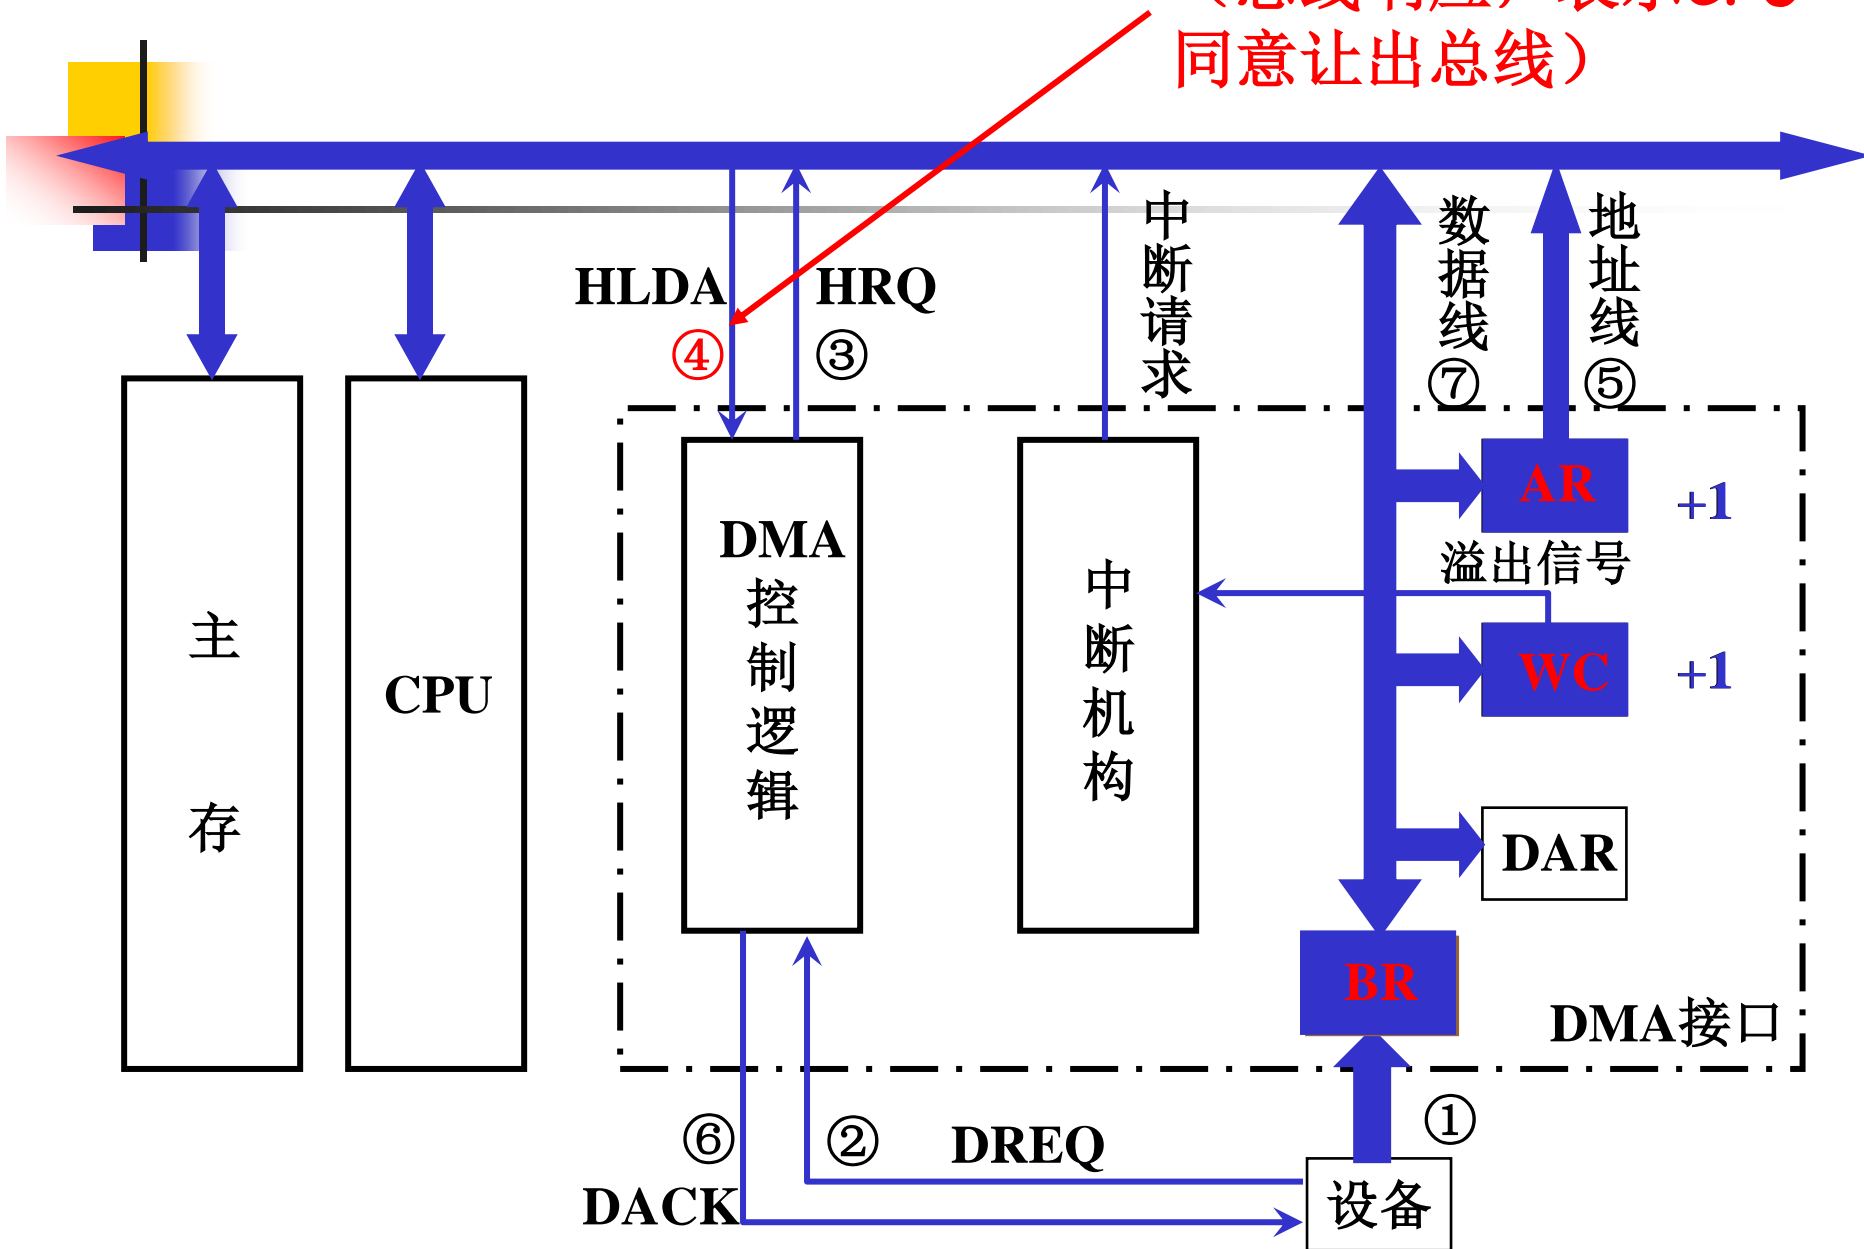 同意让出总线）
HLDA
HRQ
④
③
中断请求
数据线
⑦
地址线
⑤
主存
CPU
DMA
控制逻辑
中断机构
AR
+1
溢出信号
WC
+1
DAR
BR
DMA接口
⑥
②
DREQ
①
DACK
设备